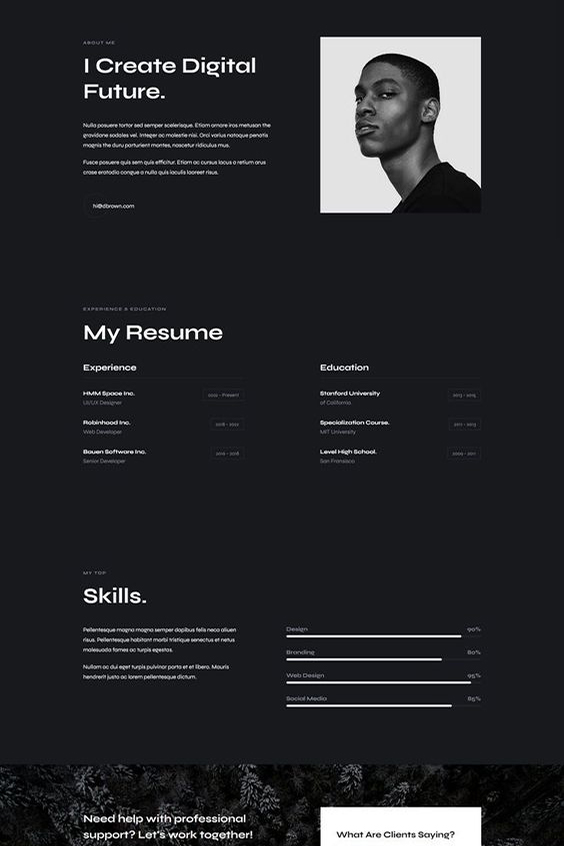 ABOUT ME
I Create Digital
Future.
Nulla posuere tortor sed semper scelerisque. Etiam ornare iros metusan the
gravidone sodales vel. Integer ac molestie nisi. Orci varius natoque penatis
magnis the duru parturient montes, nascetur ridiculus mus.
Fusce posuere quis sem quis efficitur. Etiam ac cursus lacus a retium arus
crase eratodio congue a nulla quis iaculis laoreet risus.
hi@dbrown.com
EXPERIENCE & EDUCATION
My Resume
Experience
HMM Space Inc.
2022 - Present
UI/UX Designer
Robinhood Inc.
2018 - 2022
Web Developer
Bauen Software Inc.
2016 - 2018
Senior Developer
Education
Stanford University
2013 - 2015
of California.
Specialization Course.
2011 - 2013
MIT University
Level High School.
2009 - 2011
San Fransisco
MY TOP
Skills.
Pellentesque magna magna semper dapibus felis neco aliuen
risus. Pellentesque habitant morbi tristique senectus et netus
malesuada fames ac turpis egestas.
Nullam ac dui eget turpis pulvinar porta et et libero. Mauris
hendrerit justo ac lorem pellentesque dictum.
Design 90%
Branding 80%
Web Design 95%
Social Media 85%
Need help with professional
support? Let's work together!
What Are Clients Saying?